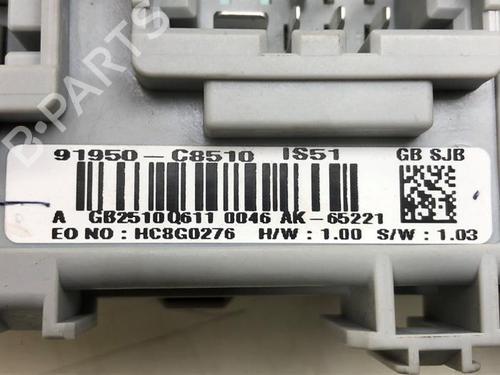 B-PARTS
91950-C8510 IS51 GB SJB
A GB2510Q611 0046 AK-65221
EO NO : HC8G0276 H/W : 1.00 S/W : 1.03